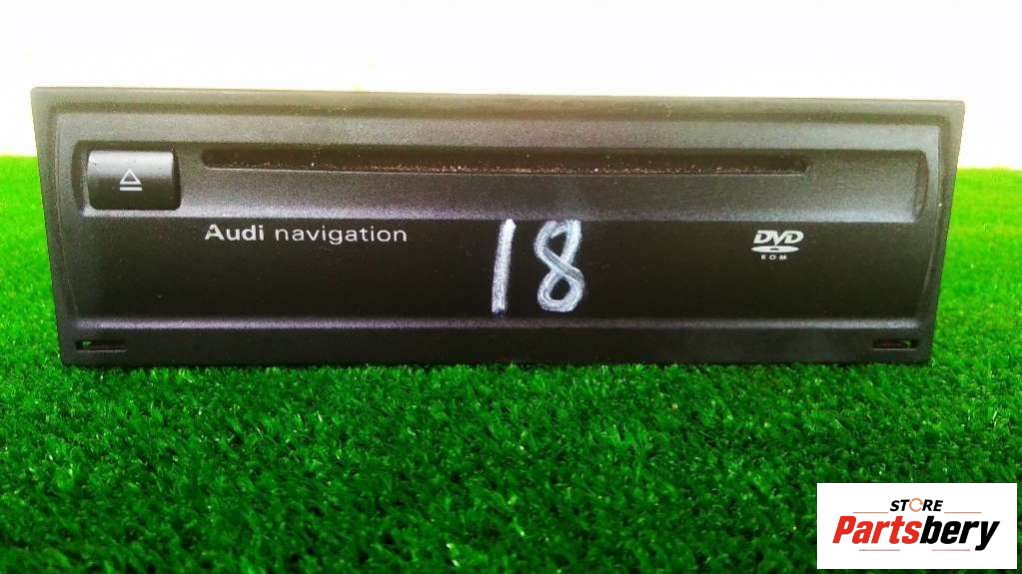 Audi navigation
18
DVD
ROM
STORE
Partsbery